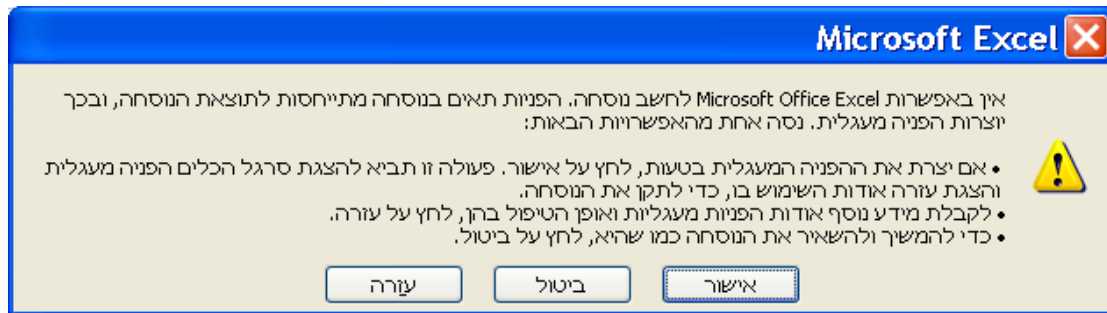 Microsoft Excel
אין באפשרות Microsoft Office Excel לחשב נוסחה. הפניות תאים בנוסחה מתייחסות לתוצאת הנוסחה, ובכך
יוצרות הפניה מעגלית. נסה אחת מהאפשרויות הבאות:
• אם יצרת את ההפניה המעגלית בטעות, לחץ על אישור. פעולה זו תביא להצגת סרגל הכלים הפניה מעגלית
והצגת עזרה אודות השימוש בו, כדי לתקן את הנוסחה.
• לקבלת מידע נוסף אודות הפניות מעגליות ואופן הטיפול בהן, לחץ על עזרה.
• כדי להמשיך ולהשאיר את הנוסחה כמו שהיא, לחץ על ביטול.
אישור ביטול עזרה